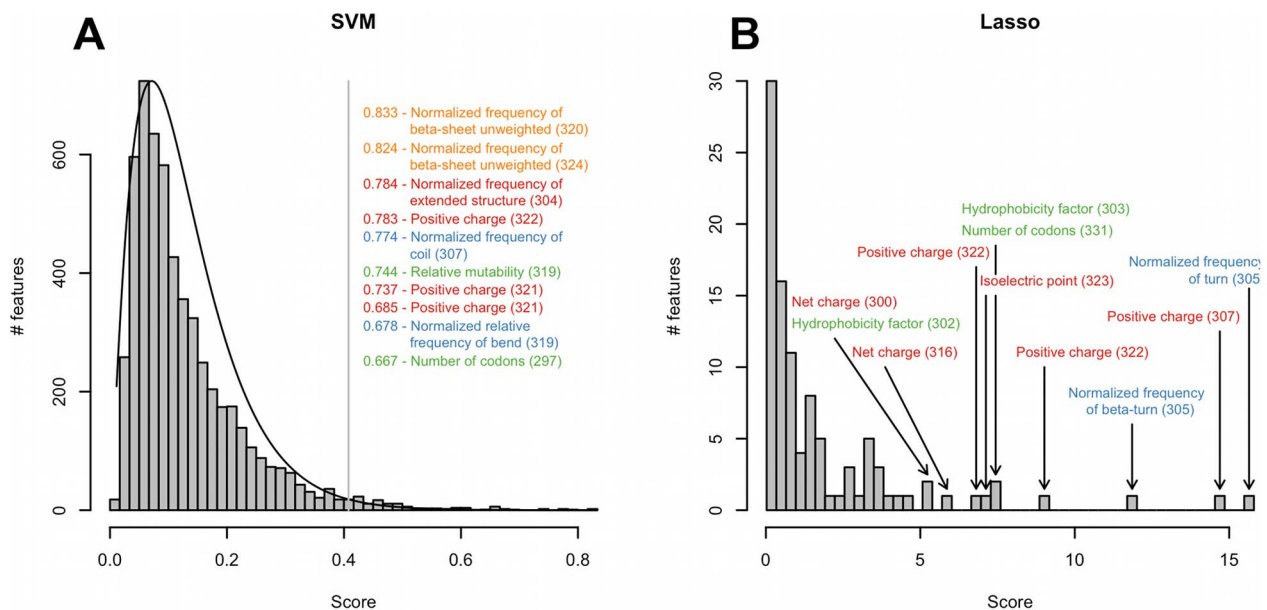 A
SVM
# features
0
200
400
600
0.833 - Normalized frequency of
beta-sheet unweighted (320)
0.824 - Normalized frequency of
beta-sheet unweighted (324)
0.784 - Normalized frequency of
extended structure (304)
0.783 - Positive charge (322)
0.774 - Normalized frequency of
coil (307)
0.744 - Relative mutability (319)
0.737 - Positive charge (321)
0.685 - Positive charge (321)
0.678 - Normalized relative
frequency of bend (319)
0.667 - Number of codons (297)
0.0 0.2 0.4 0.6 0.8
Score
B
Lasso
# features
30
25
20
15
10
5
0
Hydrophobicity factor (303)
Number of codons (331)
Positive charge (322)
Isoelectric point (323)
Normalized frequency
of turn (305
Net charge (300)
Hydrophobicity factor (302)
Positive charge (307)
Net charge (316)
Positive charge (322)
Normalized frequency
of beta-turn (305)
0 5 10 15
Score